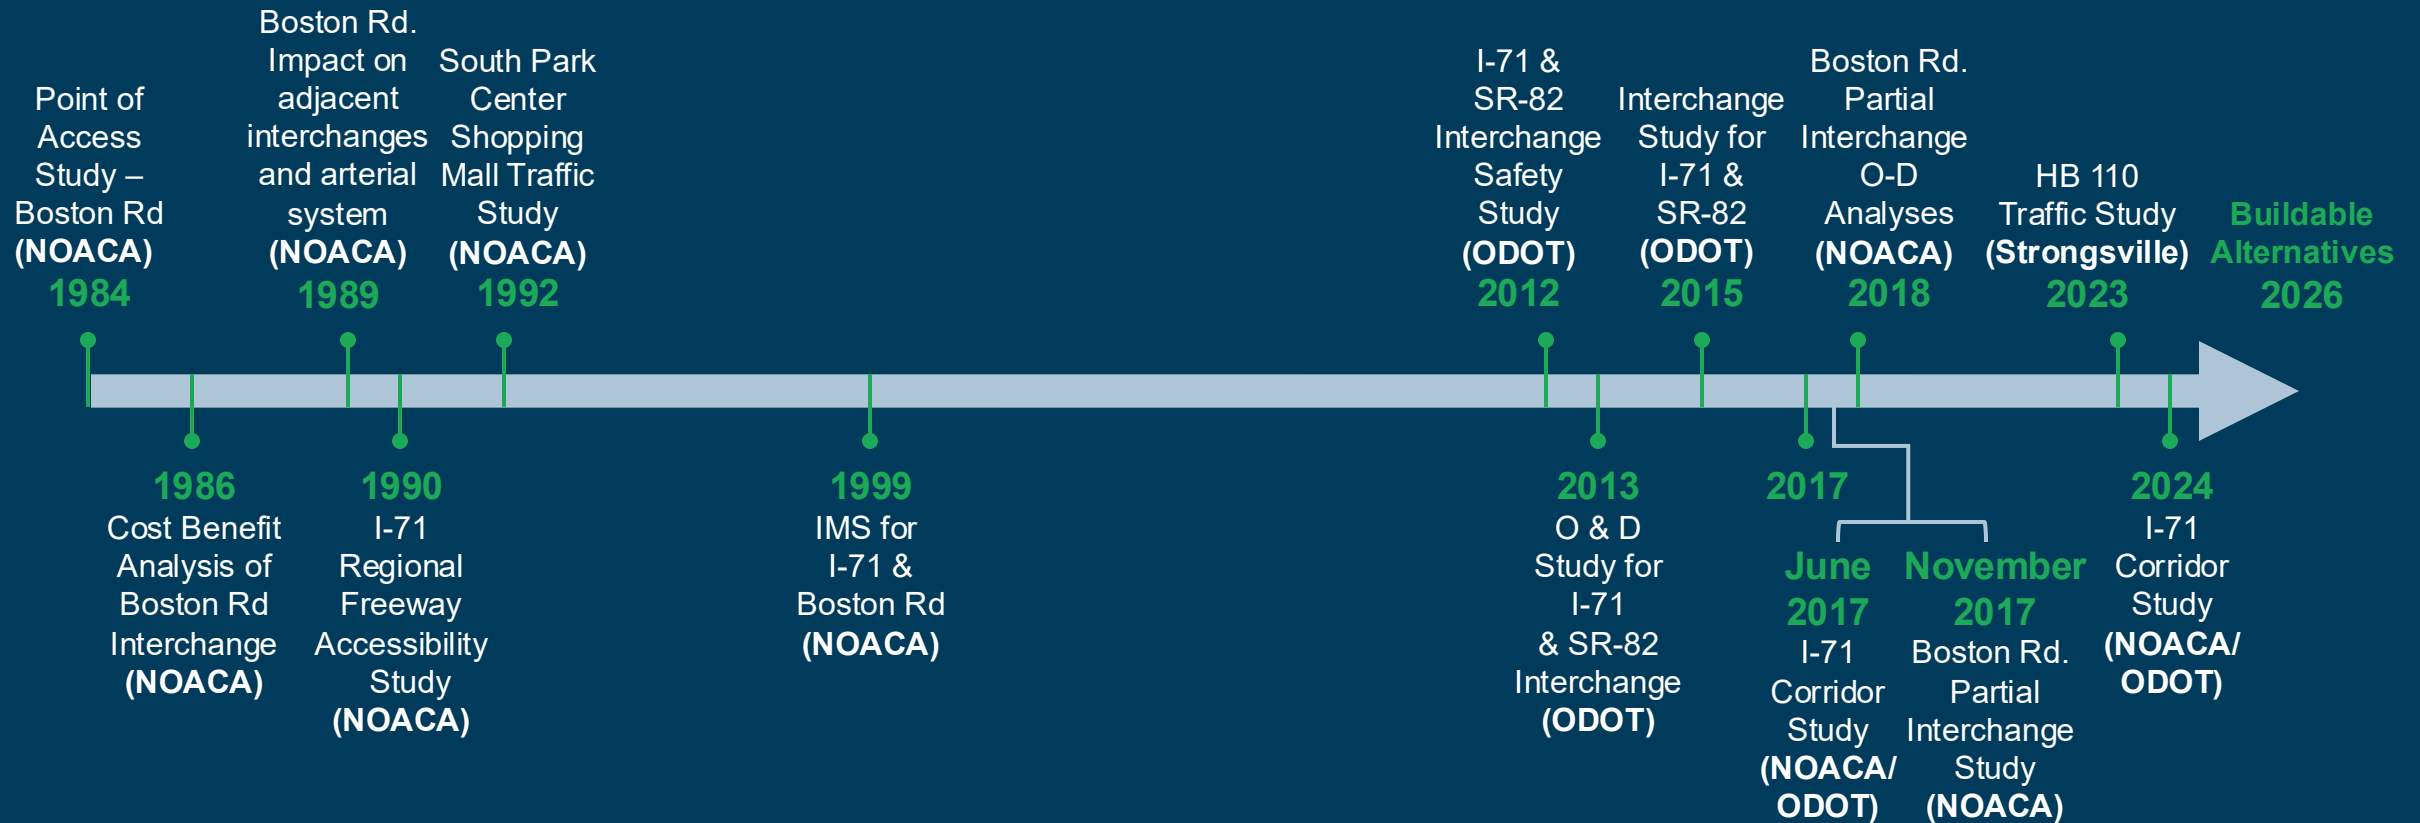 Point of
Access
Study –
Boston Rd
(NOACA)
1984
Boston Rd.
Impact on
adjacent
interchanges
and arterial
system
(NOACA)
1989
South Park
Center
Shopping
Mall Traffic
Study
(NOACA)
1992
I-71 &
SR-82
Interchange
Safety
Study
(ODOT)
2012
Interchange
Study for
I-71 &
SR-82
(ODOT)
2015
Boston Rd.
Partial
Interchange
O-D
Analyses
(NOACA)
2018
HB 110
Traffic Study
(Strongsville)
2023
Buildable
Alternatives
2026
1986
Cost Benefit
Analysis of
Boston Rd
Interchange
(NOACA)
1990
I-71
Regional
Freeway
Accessibility
Study
(NOACA)
1999
IMS for
I-71 &
Boston Rd
(NOACA)
2013
O & D
Study for
I-71
& SR-82
Interchange
(ODOT)
2017
June
2017
I-71
Corridor
Study
(NOACA/
ODOT)
November
2017
Boston Rd.
Partial
Interchange
Study
(NOACA)
2024
I-71
Corridor
Study
(NOACA/
ODOT)